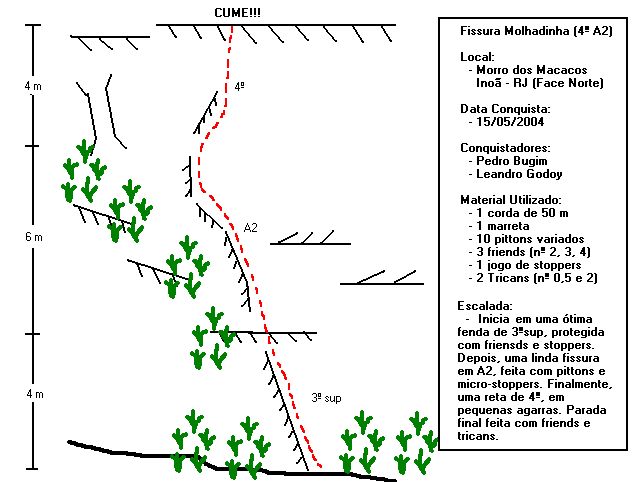 CUME!!!
4º
4 m
A2
6 m
3º sup
4 m
Fissura Molhadinha (4º A2)
Local:
- Morro dos Macacos
Inoã - RJ (Face Norte)
Data Conquista:
- 15/05/2004
Conquistadores:
- Pedro Bugim
- Leandro Godoy
Material Utilizado:
- 1 corda de 50 m
- 1 marreta
- 10 pittons variados
- 3 friends (nº 2, 3, 4)
- 1 jogo de stoppers
- 2 Tricans (nº 0,5 e 2)
Escalada:
- Inicia em uma ótima
fenda de 3ºsup, protegida
com friensds e stoppers.
Depois, uma linda fissura
em A2, feita com pittons e
micro-stoppers. Finalmente,
uma reta de 4º, em
pequenas agarras. Parada
final feita com friends e
tricans.